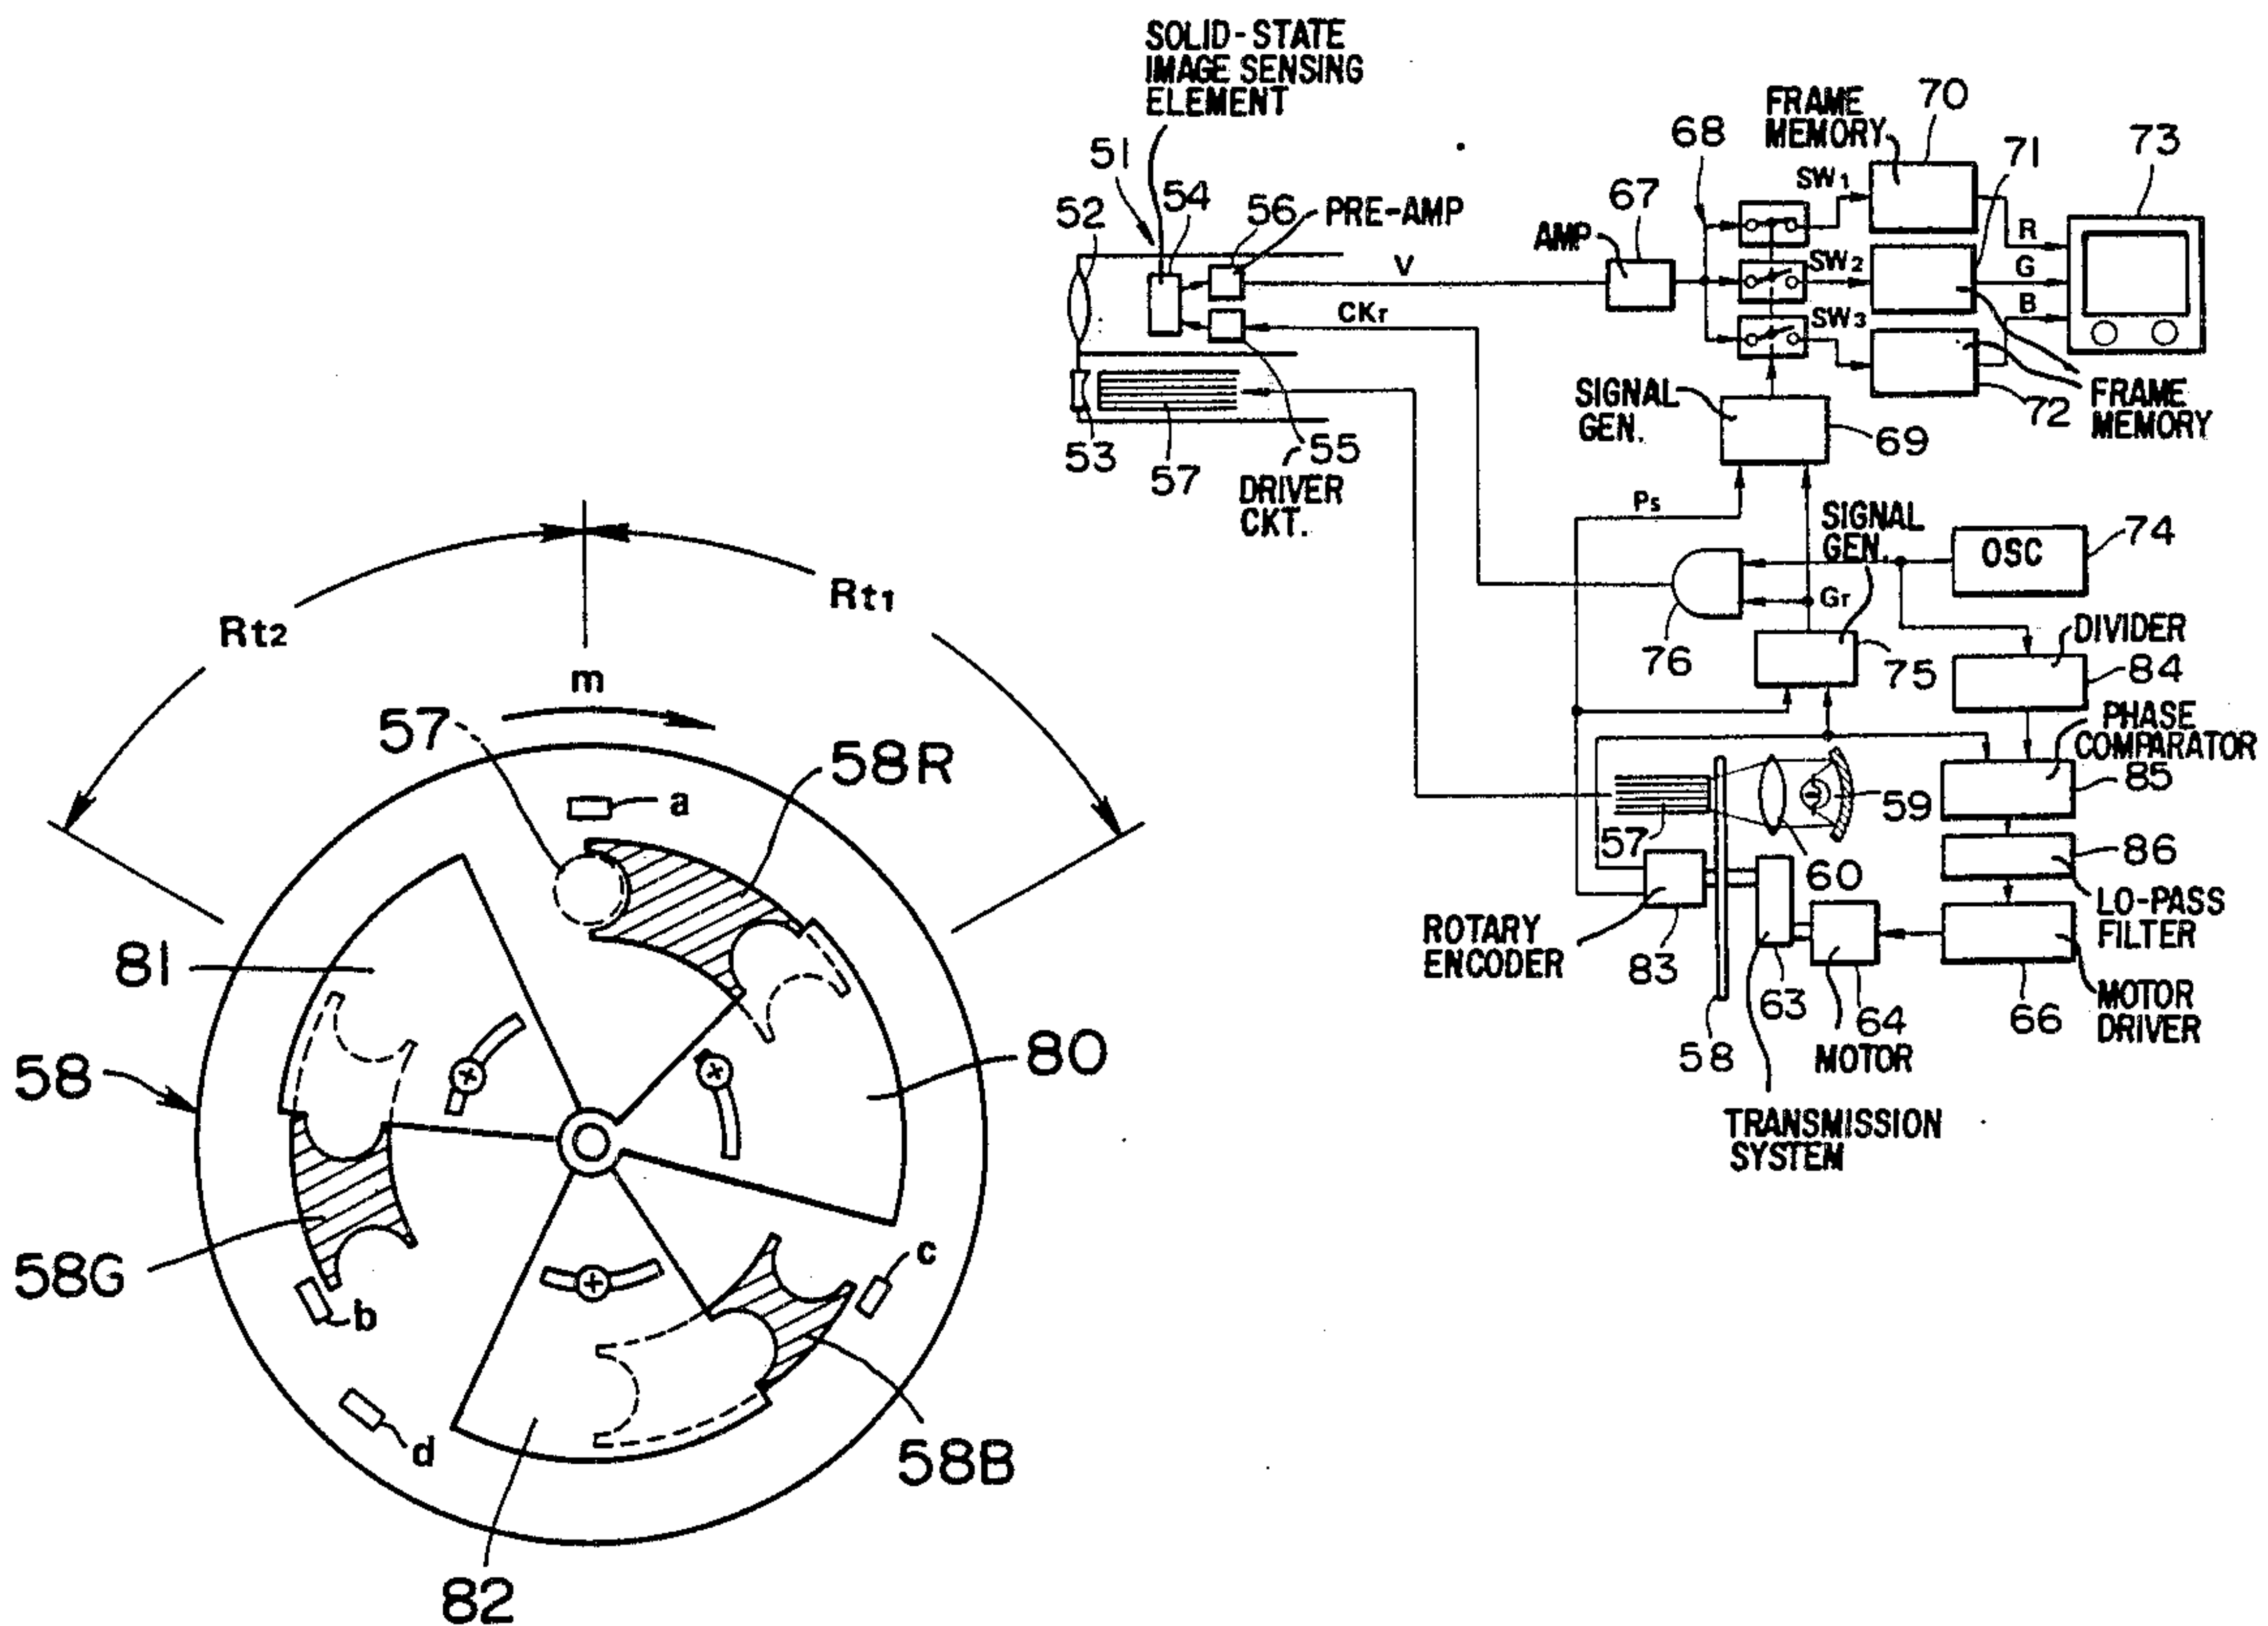 SOLID-STATE
IMAGE SENSING
ELEMENT
51
52
54
56
PRE-AMP
V
CKr
53
57
55
DRIVER
CKT.
AMP
67
68
FRAME
MEMORY
70
71
73
SW1
SW2
SW3
R
G
B
72
FRAME
MEMORY
SIGNAL
GEN.
69
Ps
SIGNAL
GEN.
Gr
OSC
74
76
75
DIVIDER
84
PHASE
COMPARATOR
85
86
LO-PASS
FILTER
57
59
60
ROTARY
ENCODER
83
58
63
64
MOTOR
66
MOTOR
DRIVER
TRANSMISSION
SYSTEM
Rt2
Rt1
m
57
58R
a
81
58
80
58G
b
c
d
58B
82